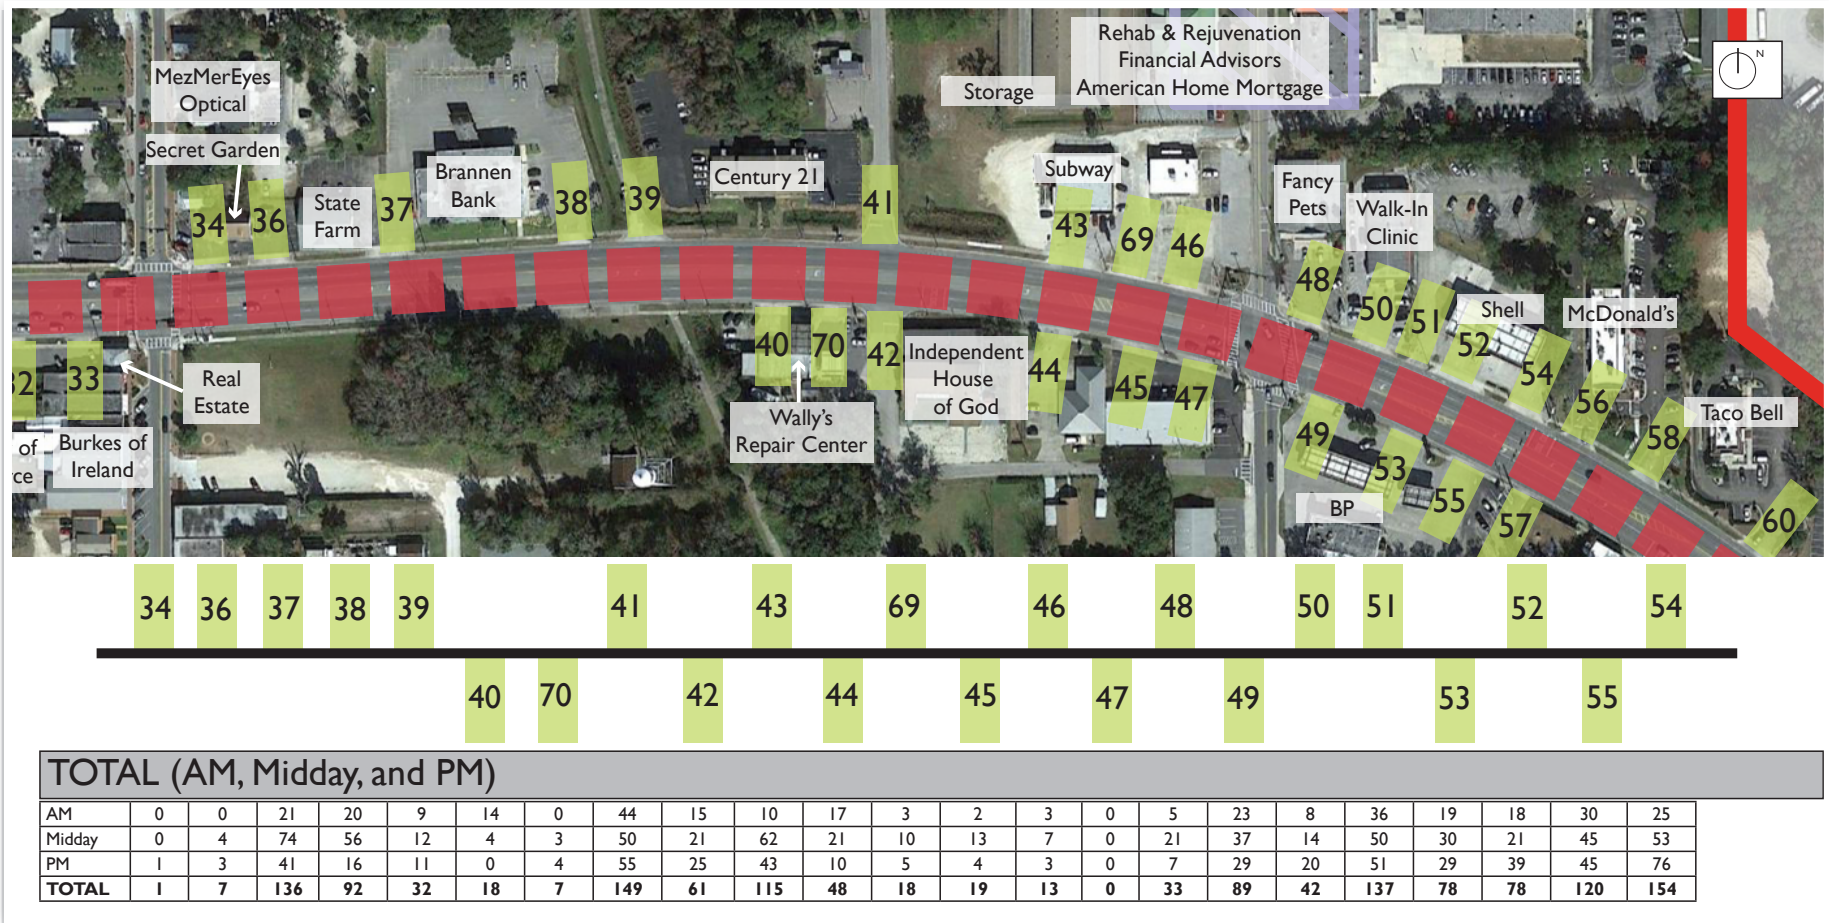 Rehab & Rejuvenation
Financial Advisors
American Home Mortgage
N
MezMerEyes
Optical
Storage
Secret Garden
Brannen
Bank
Century 21
Subway
Fancy
Pets
Walk-In
Clinic
State
Farm
34
36
37
38
39
41
43
69
46
48
50
51
Shell
52
McDonald's
54
56
58
Taco Bell
60
32
33
Real
Estate
40
70
42
Independent
House
of God
44
45
47
Wally's
Repair Center
49
53
55
57
BP
of
ce
Burkes of
Ireland
34 36 37 38 39 41 43 69 46 48 50 51 52 54
40 70 42 44 45 47 49 53 55
TOTAL (AM, Midday, and PM)
AM 0 0 21 20 9 14 0 44 15 10 17 3 2 3 0 5 23 8 36 19 18 30 25
Midday 0 4 74 56 12 4 3 50 21 62 21 10 13 7 0 21 37 14 50 30 21 45 53
PM 1 3 41 16 11 0 4 55 25 43 10 5 4 3 0 7 29 20 51 29 39 45 76
TOTAL 1 7 136 92 32 18 7 149 61 115 48 18 19 13 0 33 89 42 137 78 78 120 154